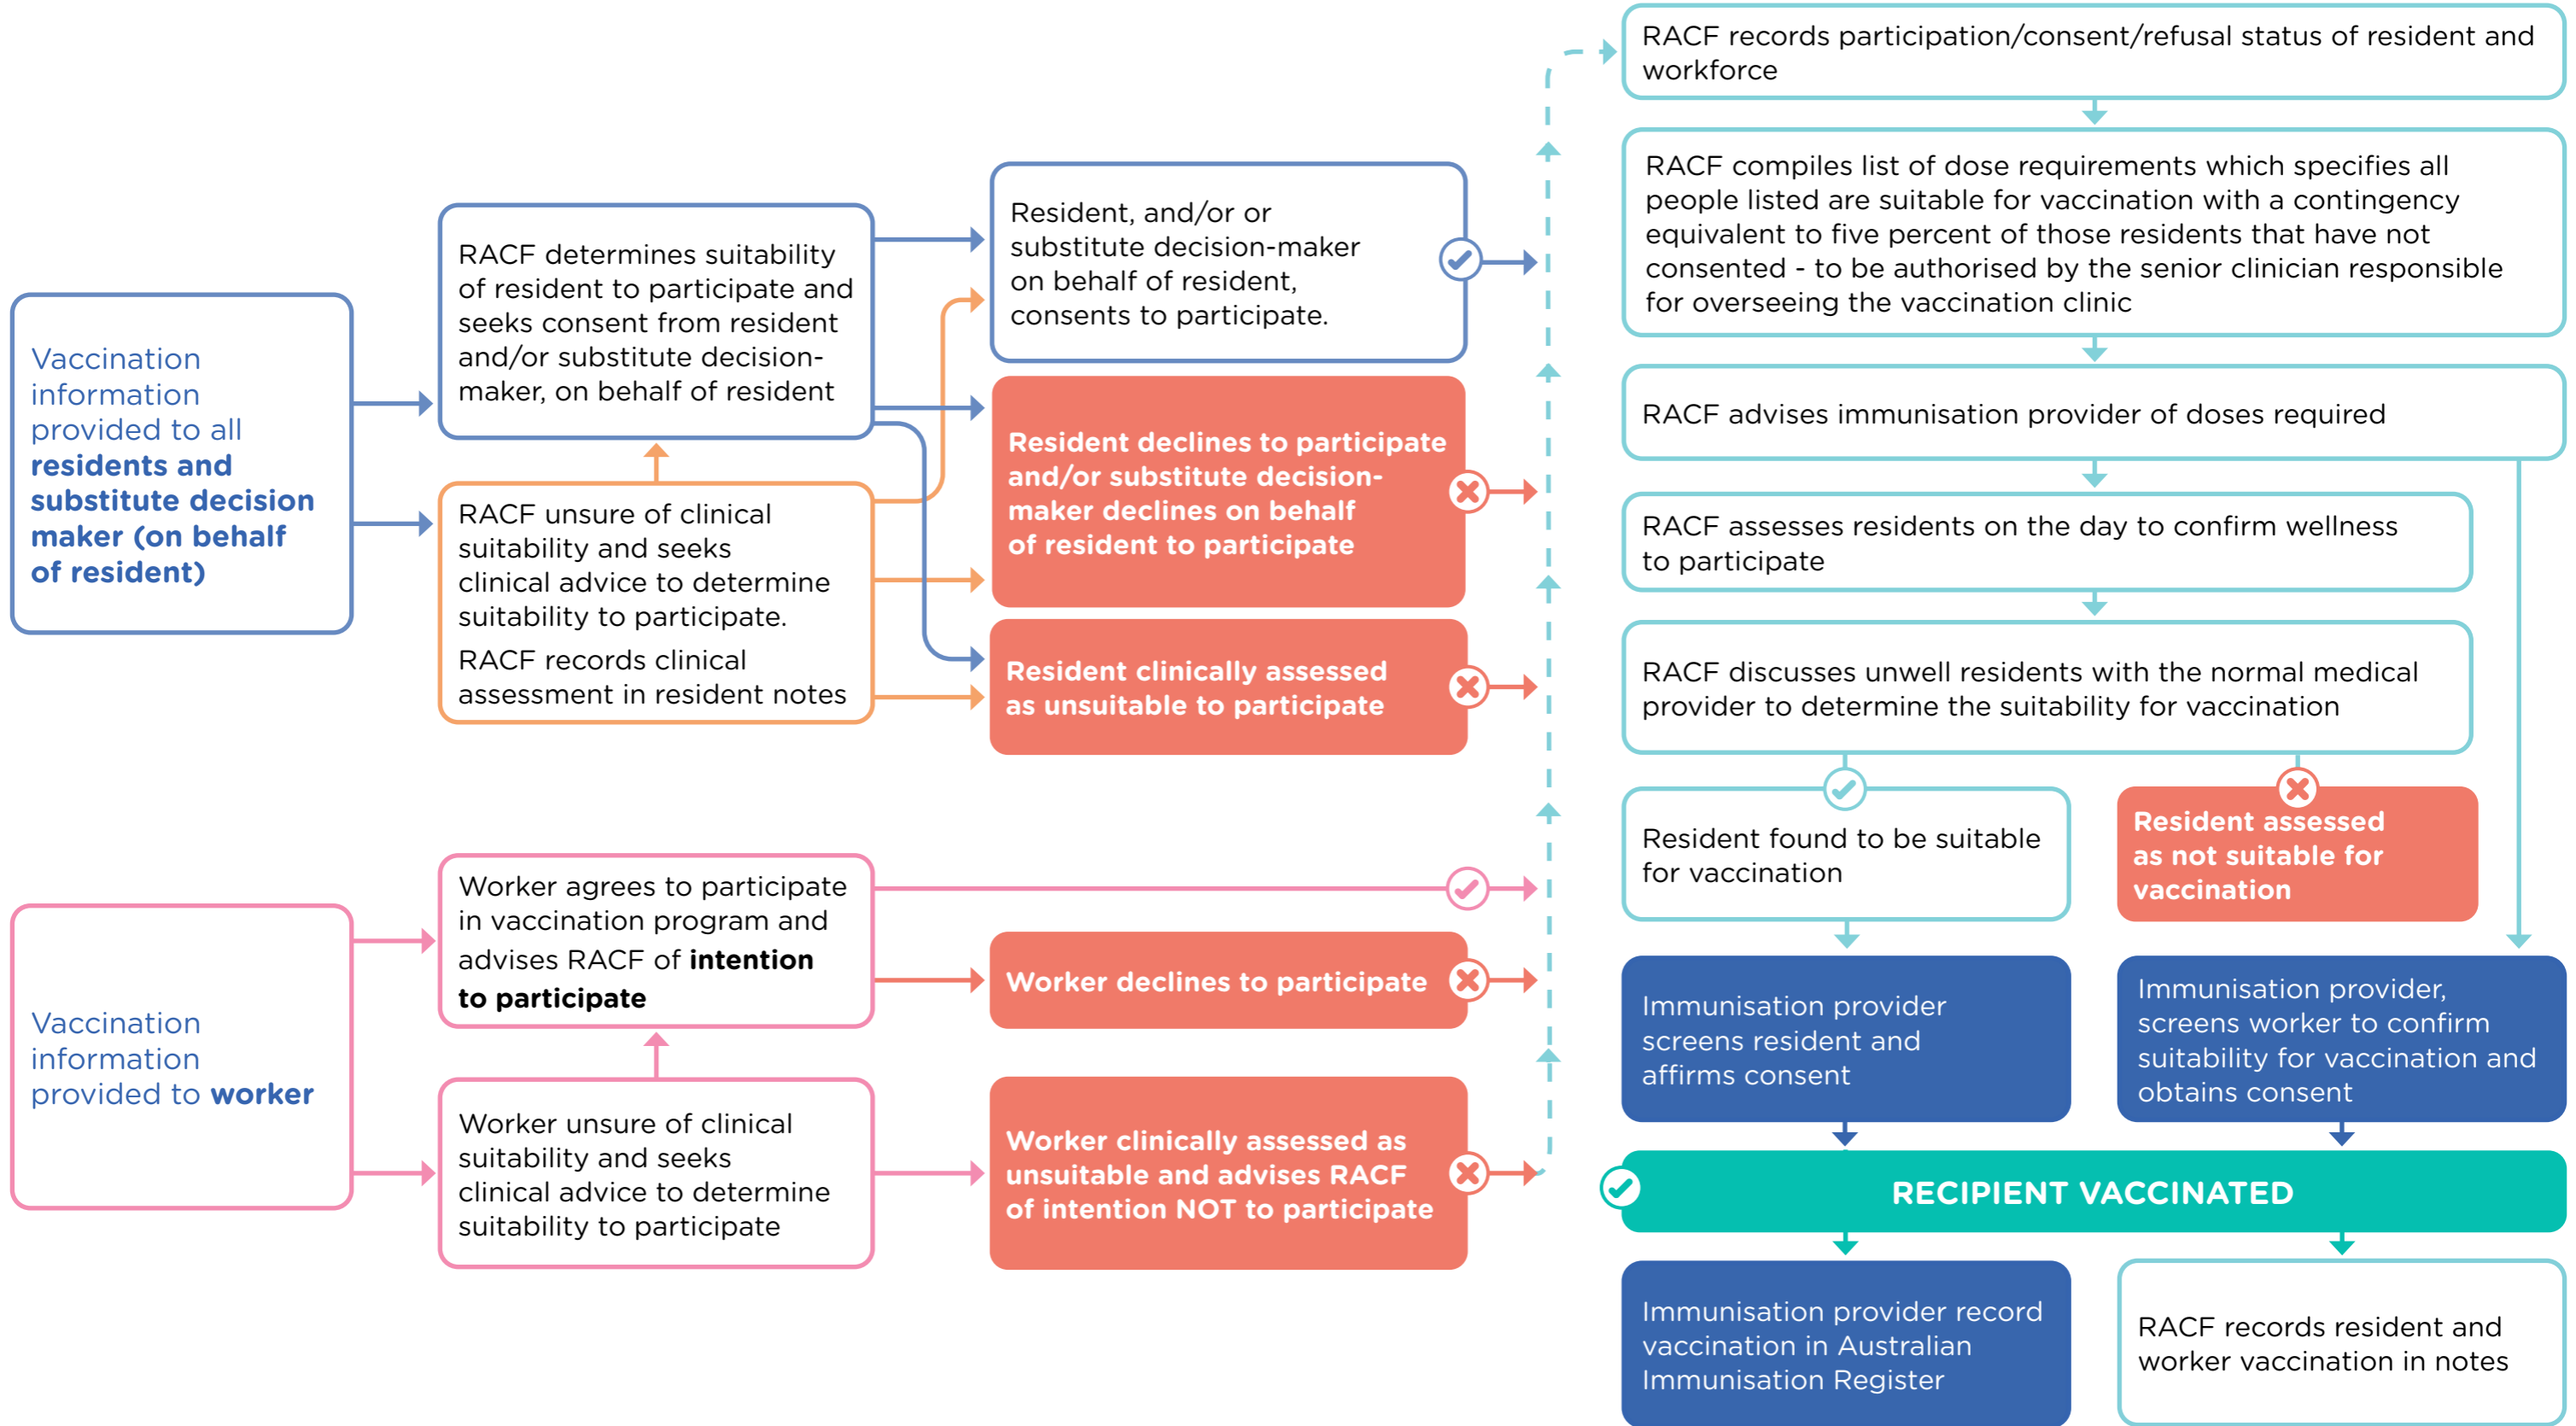 Vaccination
information
provided to all
residents and
substitute decision
maker (on behalf
of resident)
RACF determines suitability
of resident to participate and
seeks consent from resident
and/or substitute decision-
maker, on behalf of resident
RACF unsure of clinical
suitability and seeks
clinical advice to determine
suitability to participate.
RACF records clinical
assessment in resident notes
Resident, and/or or
substitute decision-maker
on behalf of resident,
consents to participate.
Resident declines to participate
and/or substitute decision-
maker declines on behalf
of resident to participate
Resident clinically assessed
as unsuitable to participate
Vaccination
information
provided to worker
Worker agrees to participate
in vaccination program and
advises RACF of intention
to participate
Worker unsure of clinical
suitability and seeks
clinical advice to determine
suitability to participate
Worker declines to participate
Worker clinically assessed as
unsuitable and advises RACF
of intention NOT to participate
RACF records participation/consent/refusal status of resident and
workforce
RACF compiles list of dose requirements which specifies all
people listed are suitable for vaccination with a contingency
equivalent to five percent of those residents that have not
consented - to be authorised by the senior clinician responsible
for overseeing the vaccination clinic
RACF advises immunisation provider of doses required
RACF assesses residents on the day to confirm wellness
to participate
RACF discusses unwell residents with the normal medical
provider to determine the suitability for vaccination
Resident found to be suitable
for vaccination
Resident assessed
as not suitable for
vaccination
Immunisation provider
screens resident and
affirms consent
Immunisation provider,
screens worker to confirm
suitability for vaccination and
obtains consent
RECIPIENT VACCINATED
Immunisation provider record
vaccination in Australian
Immunisation Register
RACF records resident and
worker vaccination in notes